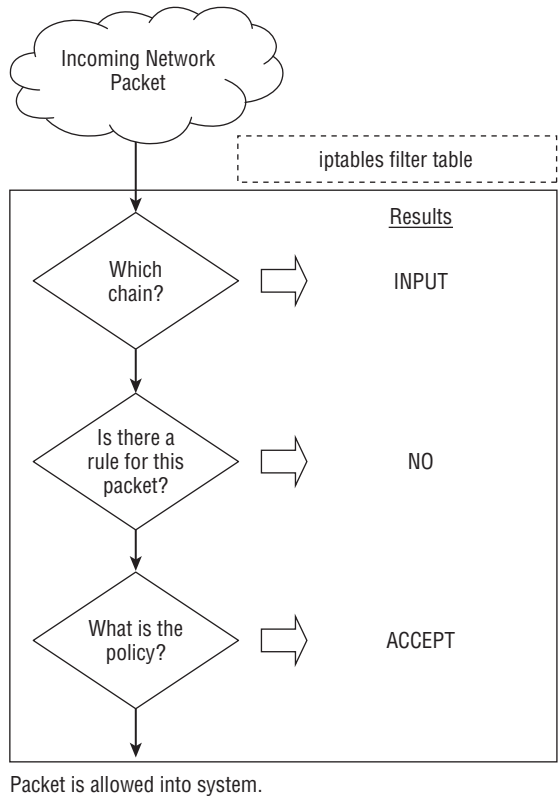 Incoming Network
Packet
iptables filter table
Results
Which
chain?
INPUT
Is there a
rule for this
packet?
NO
What is the
policy?
ACCEPT
Packet is allowed into system.